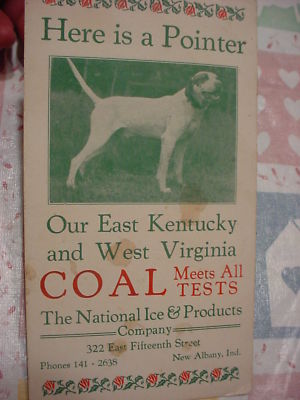 Here is a Pointer
Our East Kentucky
and West Virginia
COAL Meets All
TESTS
The National Ice & Products
Company
322 East Fifteenth Street
Phones 141 - 2638 New Albany, Ind.